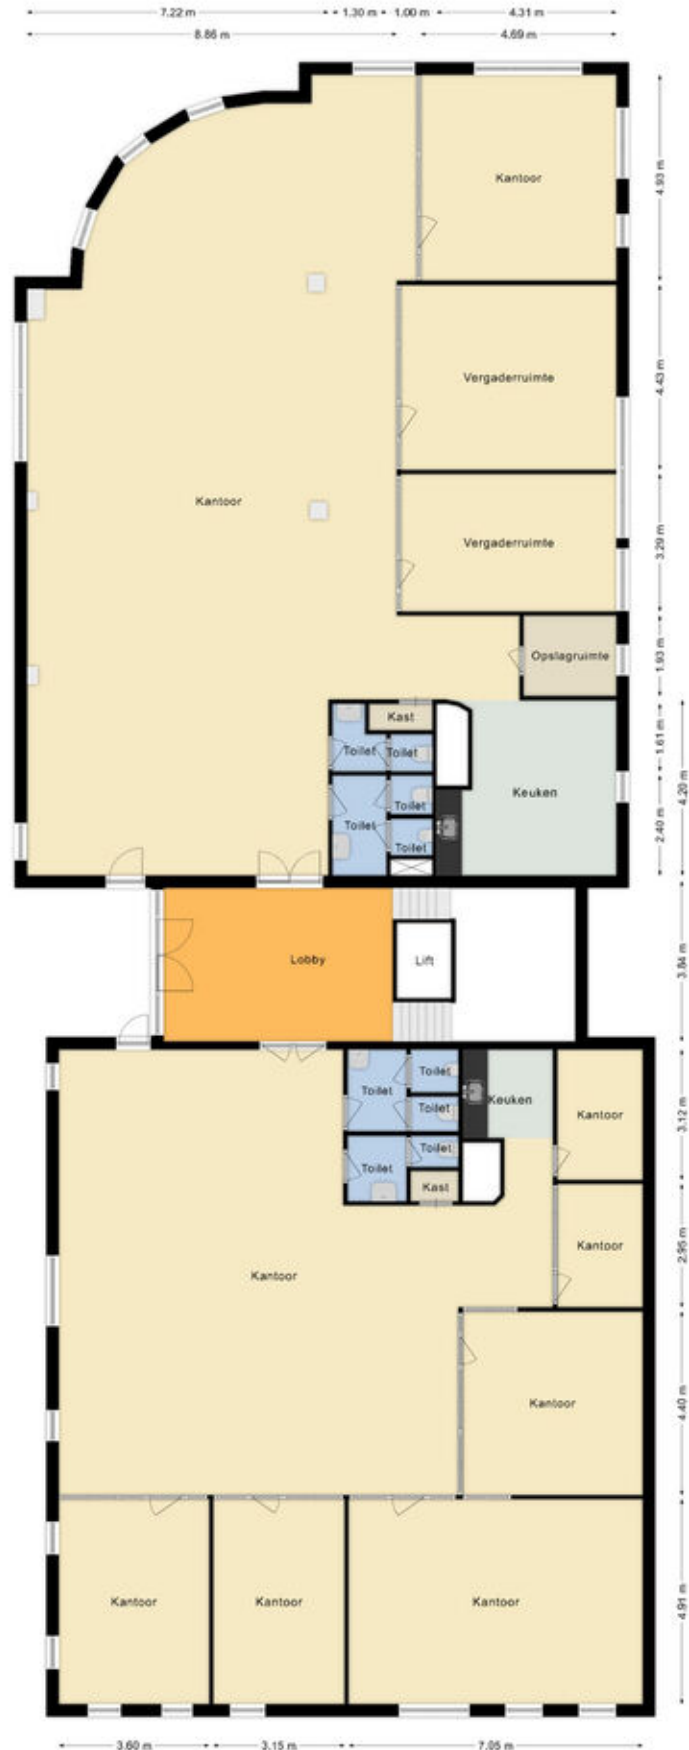 7.22 m 1.30 m 1.00 m 4.31 m
8.86 m 4.69 m
Kantoor
4.93 m
Vergaderruimte
4.43 m
Kantoor
Vergaderruimte
3.29 m
Opslagruimte
1.93 m
Kast
Toilet Toilet
1.61 m
Keuken
4.20 m
Toilet
Toilet
2.40 m
Toilet
Lobby
Lift
3.84 m
Toilet
Toilet
Keuken
Toilet
Kantoor
3.12 m
Toilet
Toilet
Kast
Kantoor
2.95 m
Kantoor
Kantoor
4.40 m
Kantoor
Kantoor
Kantoor
4.91 m
3.60 m 3.15 m 7.05 m